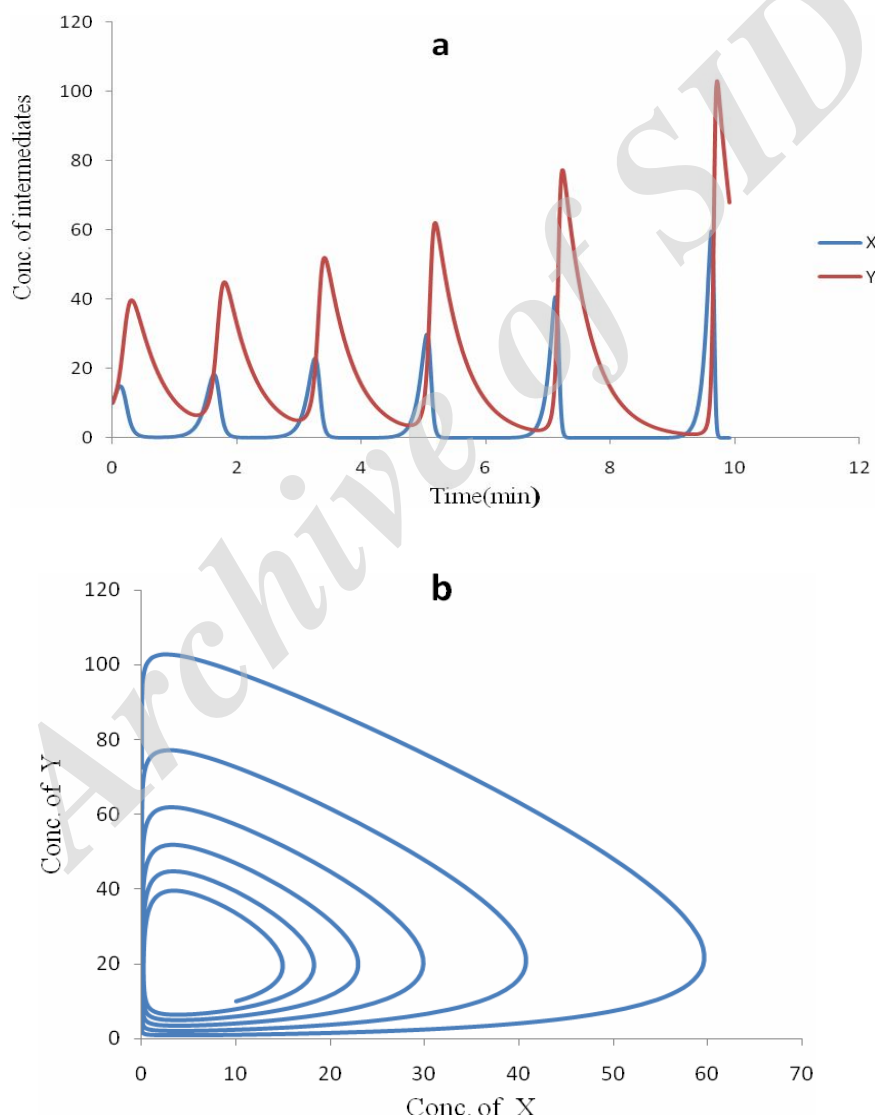 a
120
100
80
60
40
20
0
Conc. of intermediates
0 2 4 6 8 10 12
Time(min)
X
Y
b
120
100
80
60
40
20
0
Conc. of Y
0 10 20 30 40 50 60 70
Conc. of X
Archive of SID